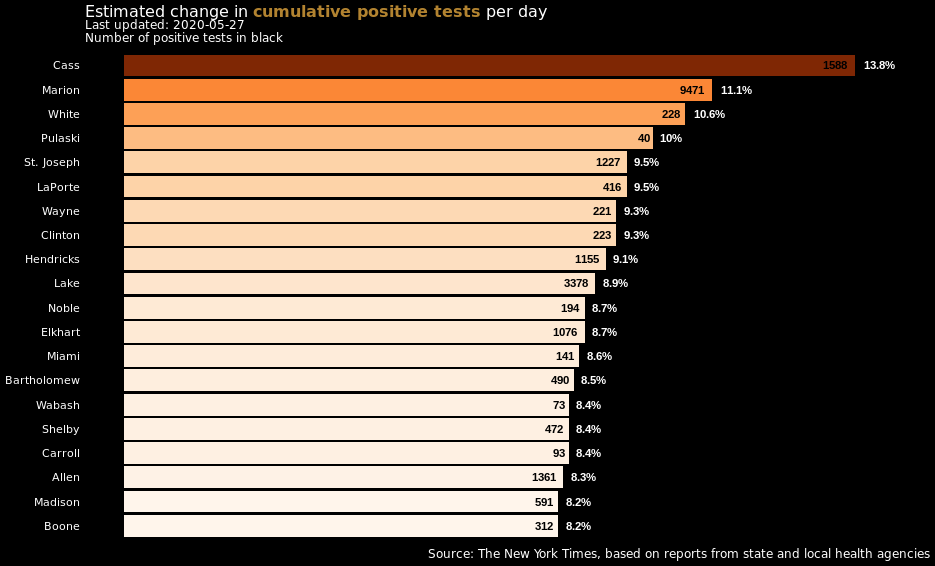 Estimated change in cumulative positive tests per day
Last updated: 2020-05-27
Number of positive tests in black
Cass 1588 13.8%
Marion 9471 11.1%
White 228 10.6%
Pulaski 40 10%
St. Joseph 1227 9.5%
LaPorte 416 9.5%
Wayne 221 9.3%
Clinton 223 9.3%
Hendricks 1155 9.1%
Lake 3378 8.9%
Noble 194 8.7%
Elkhart 1076 8.7%
Miami 141 8.6%
Bartholomew 490 8.5%
Wabash 73 8.4%
Shelby 472 8.4%
Carroll 93 8.4%
Allen 1361 8.3%
Madison 591 8.2%
Boone 312 8.2%
Source: The New York Times, based on reports from state and local health agencies